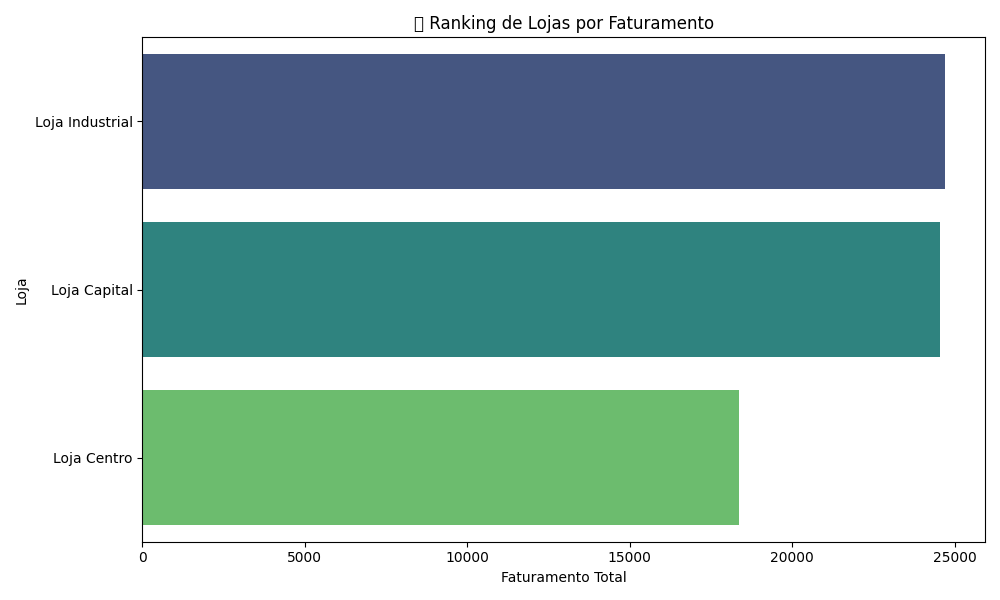 Ranking de Lojas por Faturamento
Loja Industrial
Loja Capital
Loja Centro
Loja
0 5000 10000 15000 20000 25000
Faturamento Total